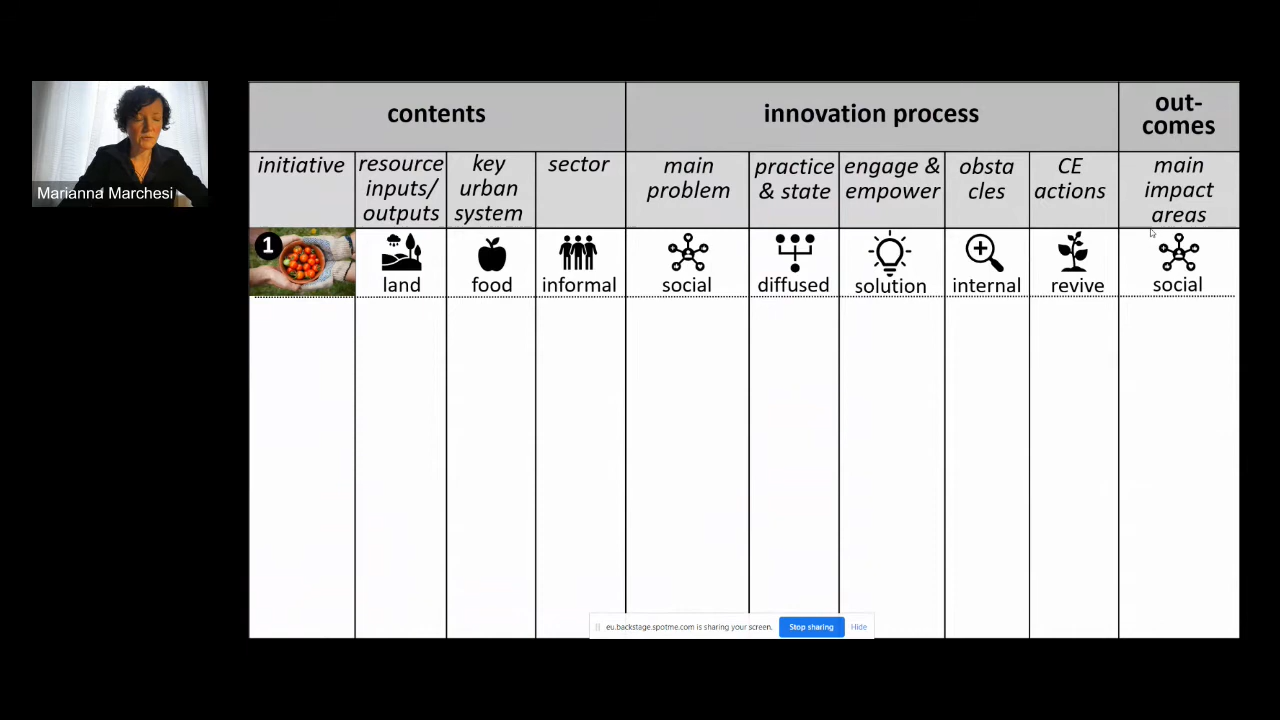 Marianna Marchesi
contents
innovation process
out-
comes
initiative
resource
inputs/
outputs
key
urban
system
sector
main
problem
practice
& state
engage &
empower
obsta
cles
CE
actions
main
impact
areas
1
land
food
informal
social
diffused
solution
internal
revive
social
eu.backstage.spotme.com is sharing your screen.
Stop sharing
Hide